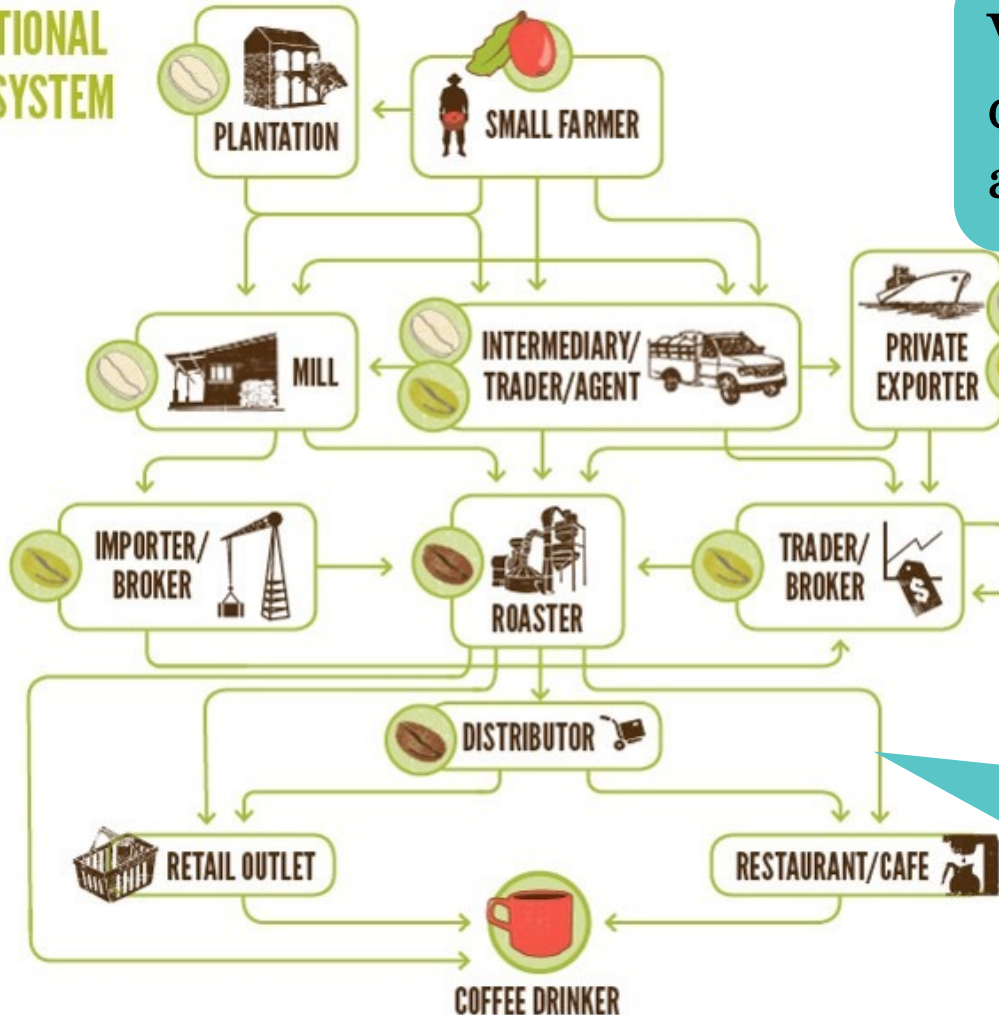 TIONAL
SYSTEM
PLANTATION
SMALL FARMER
MILL
INTERMEDIARY/
TRADER/AGENT
PRIVATE
EXPORTER
IMPORTER/
BROKER
ROASTER
TRADER/
BROKER
$
DISTRIBUTOR
RETAIL OUTLET
RESTAURANT/CAFE
COFFEE DRINKER